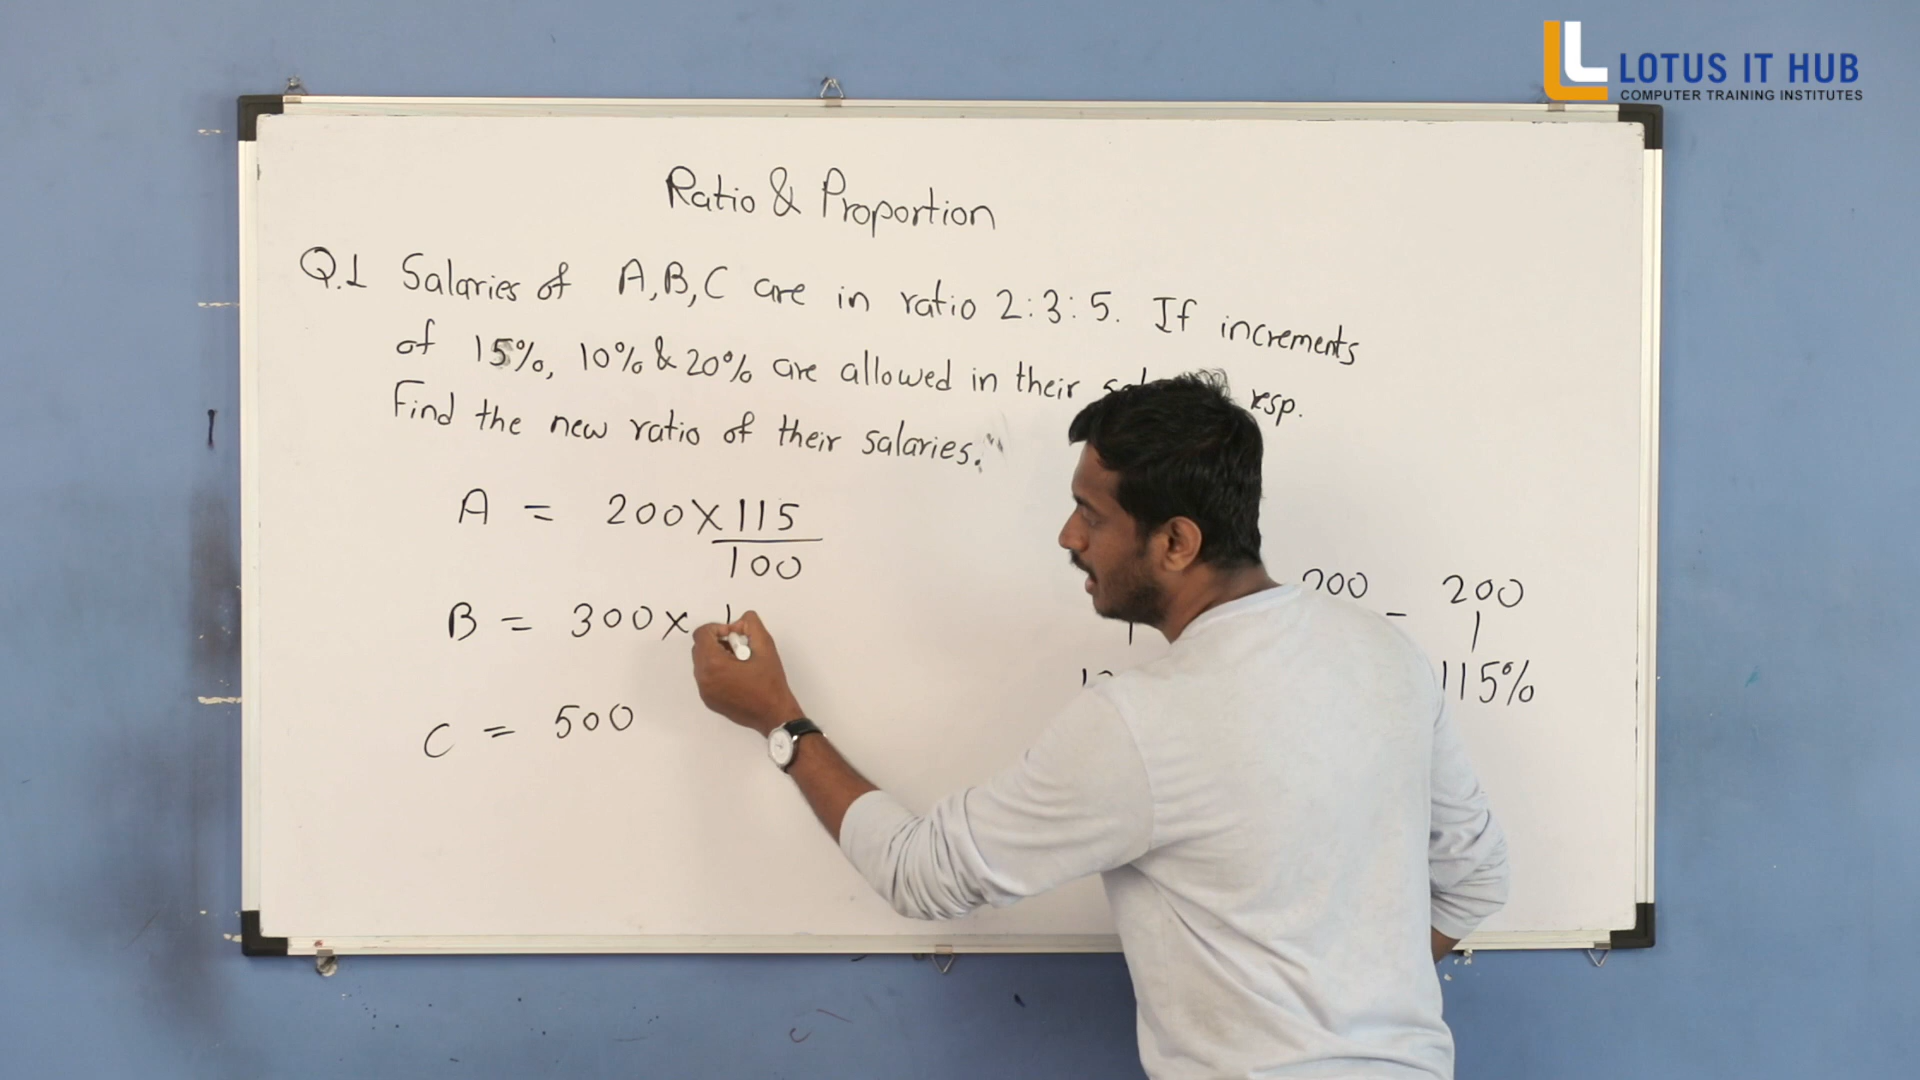 LOTUS IT HUB
COMPUTER TRAINING INSTITUTES
Ratio & Proportion
Q.1 Salaries of A,B,C are in ratio 2:3:5. If increments
of 15%, 10% & 20% are allowed in their resp.
Find the new ratio of their salaries.
A = 200 X 115
100
B = 300 x 1
C = 500
200 - 200
115%